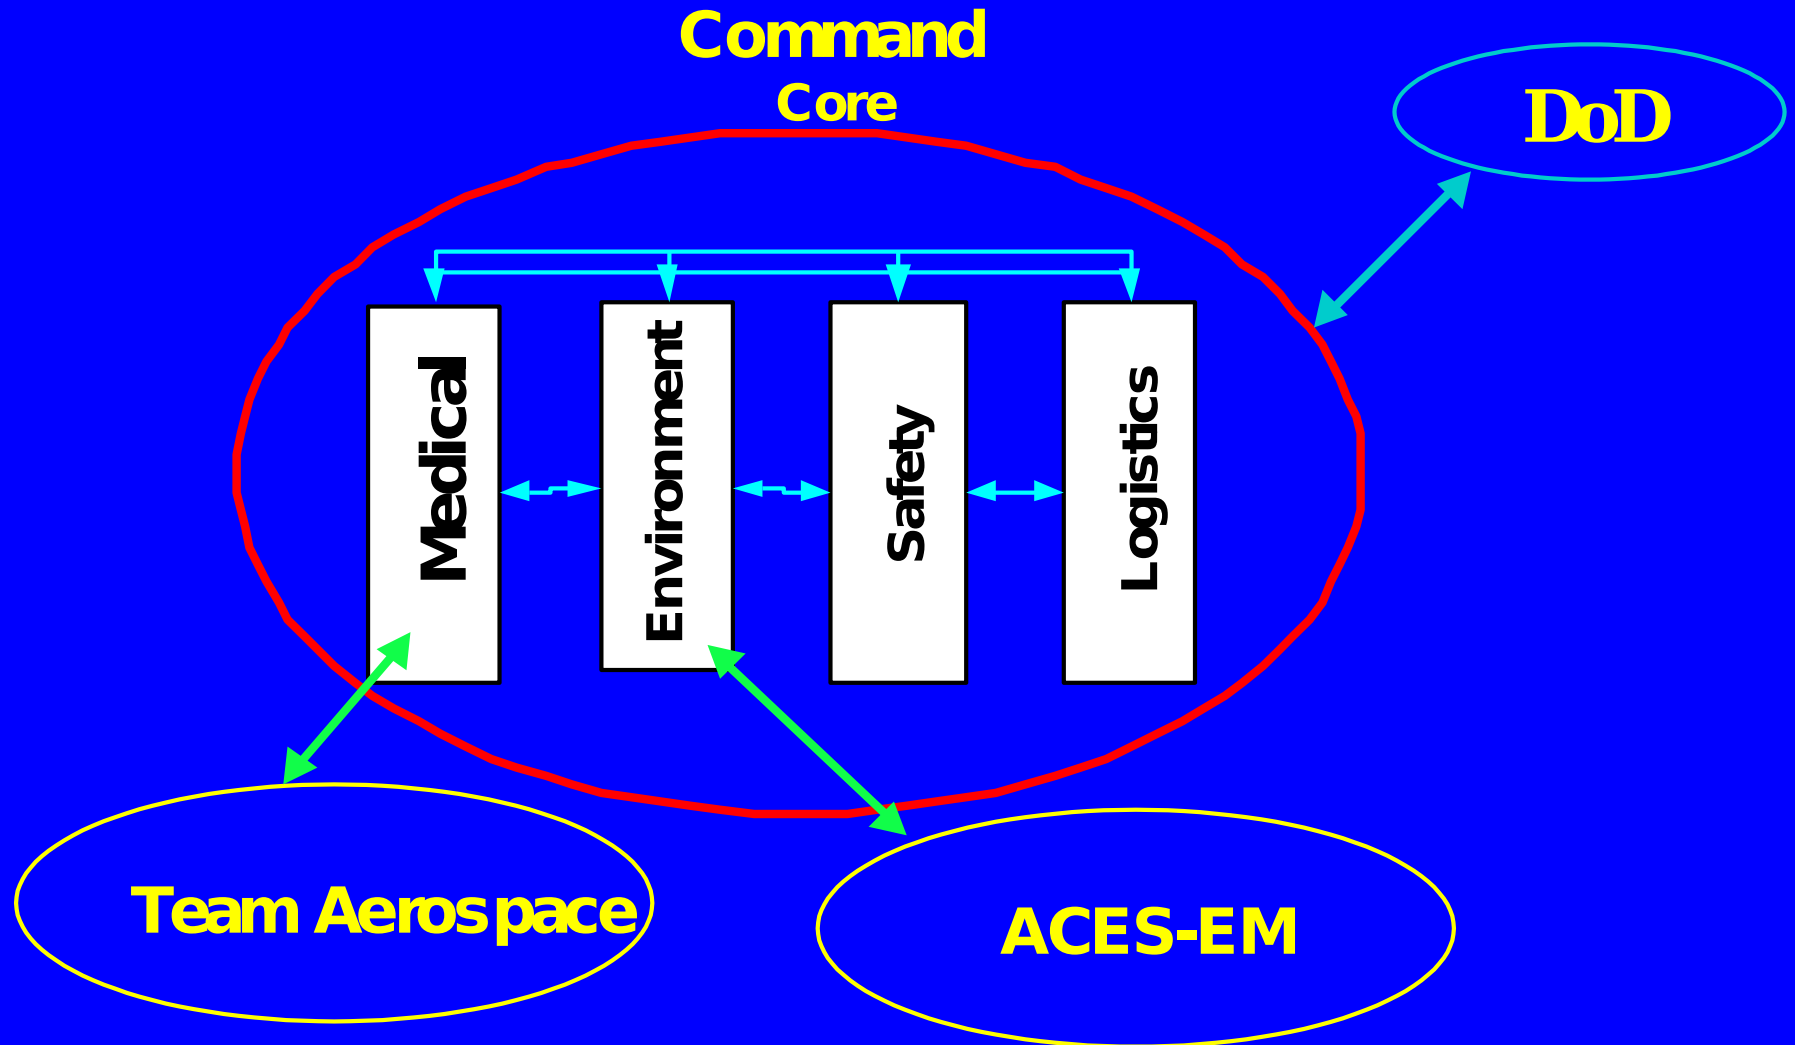 Command
Core
DoD
Medical
Environment
Safety
Logistics
Team Aerospace
ACES-EM